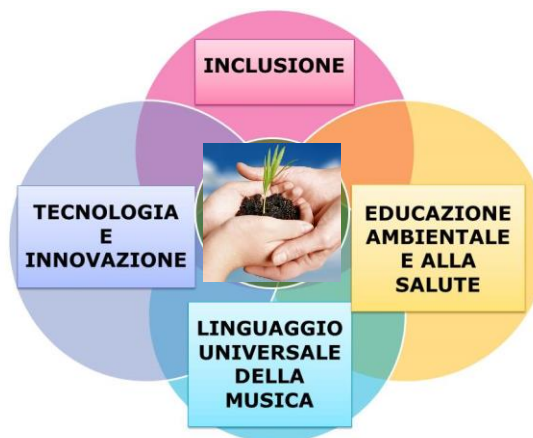 INCLUSIONE
TECNOLOGIA
E
INNOVAZIONE
EDUCAZIONE
AMBIENTALE
E ALLA
SALUTE
LINGUAGGIO
UNIVERSALE
DELLA
MUSICA